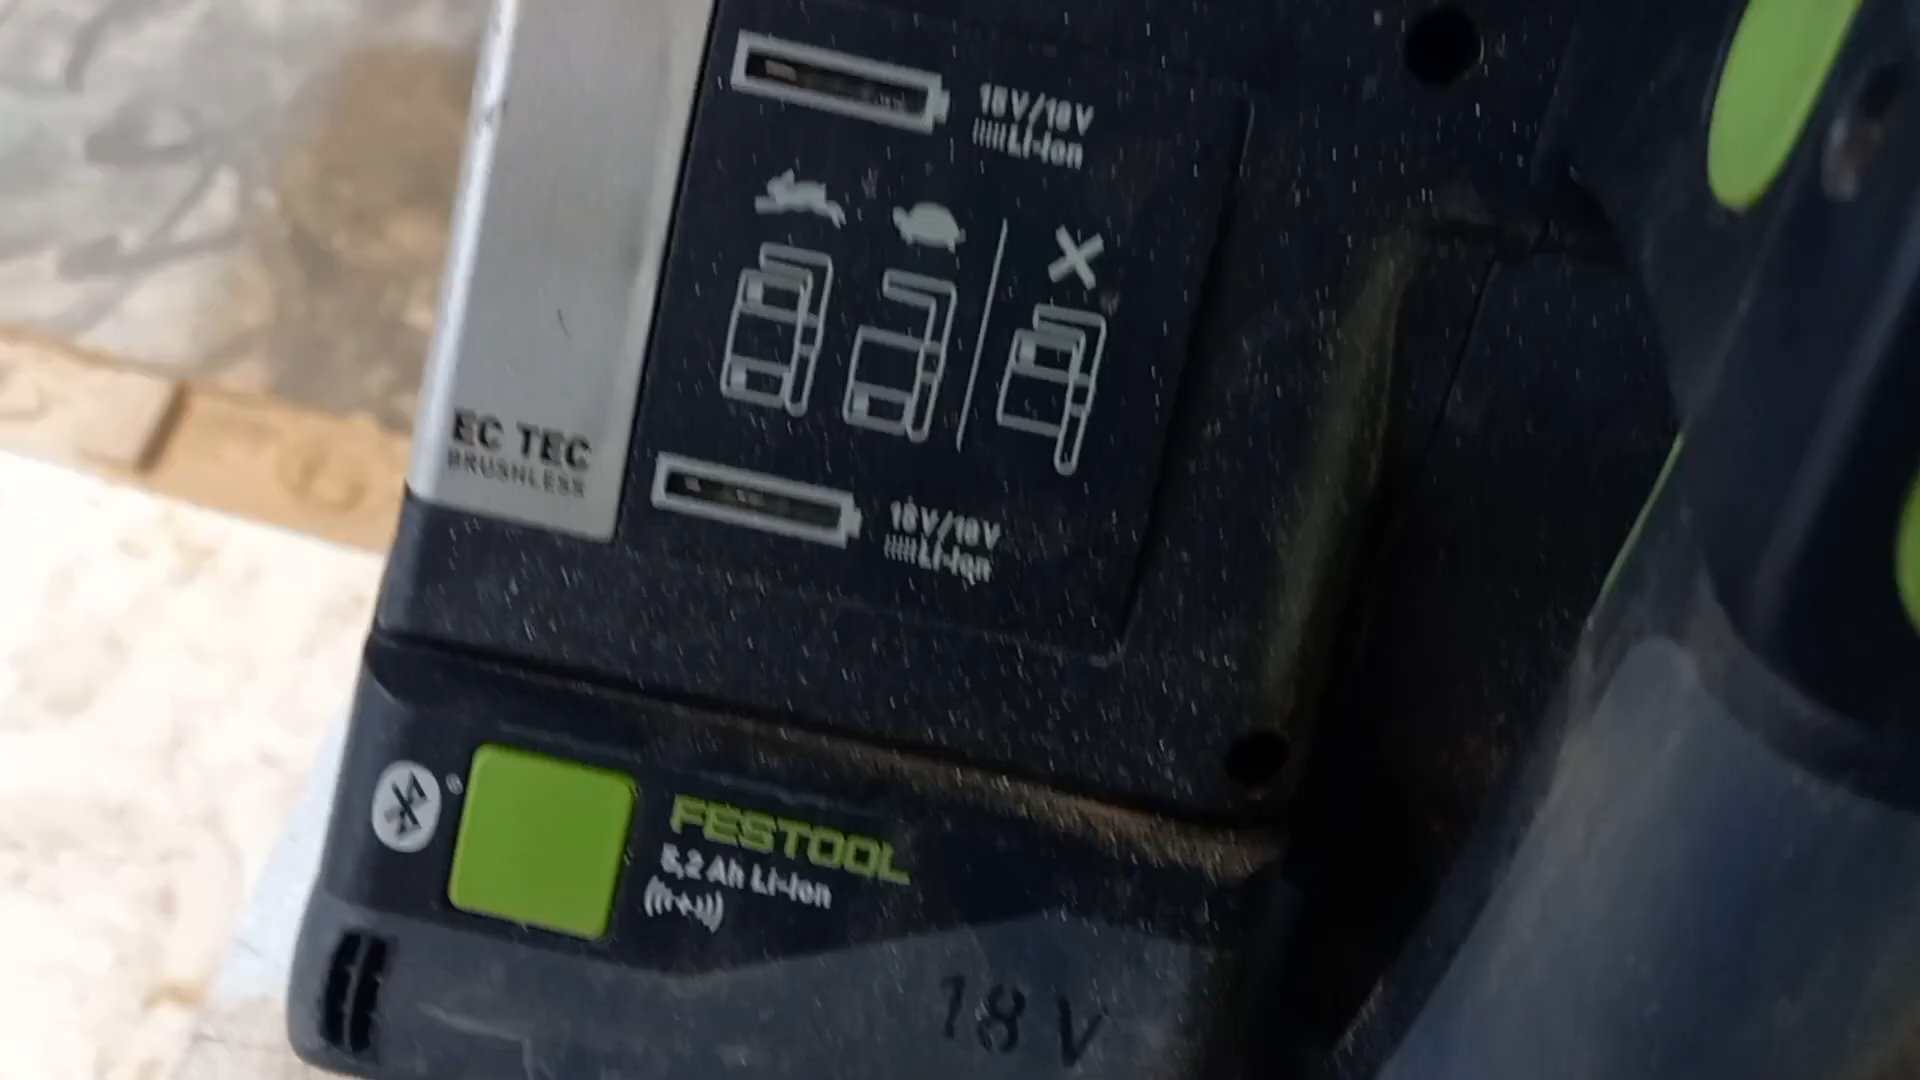 18V/18V
Li-Ion
EC TEC
BRUSHLESS
18V/18V
Li-Ion
FESTOOL
5,2 Ah Li-Ion
18 V